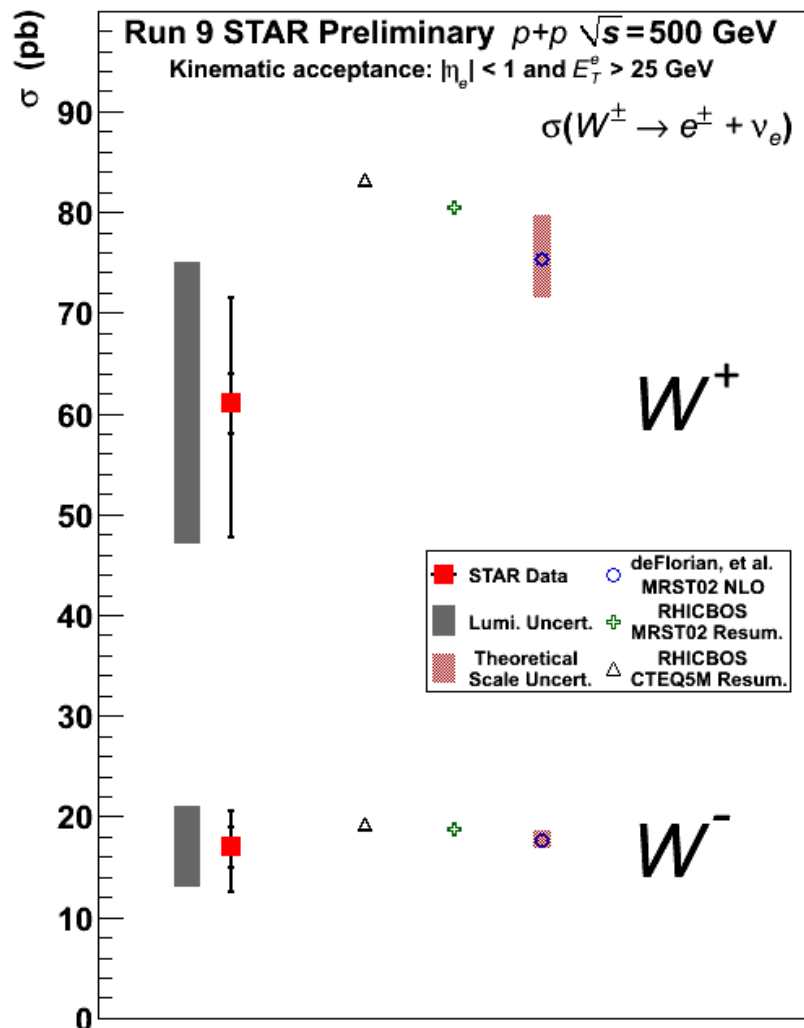 Run 9 STAR Preliminary p+p √s = 500 GeV
Kinematic acceptance: |η_e| < 1 and E_T^e > 25 GeV
σ(W^± → e^± + ν_e)
σ (pb)
90
80
70
60
50
40
30
20
10
0
W^+
STAR Data
deFlorian, et al.
MRST02 NLO
Lumi. Uncert.
RHICBOS
MRST02 Resum.
Theoretical
Scale Uncert.
RHICBOS
CTEQ5M Resum.
W^-